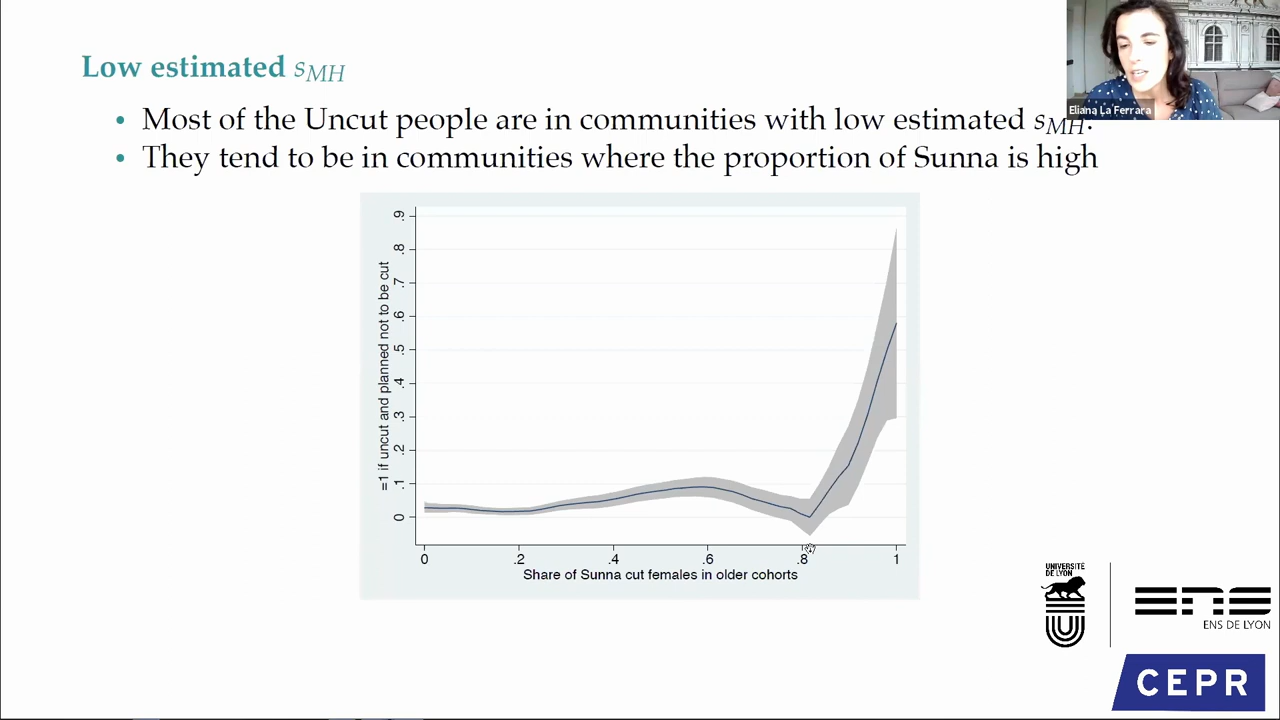 Low estimated sMH
• Most of the Uncut people are in communities with low estimated sMH.
• They tend to be in communities where the proportion of Sunna is high
Eliana La Ferrara
=1 if uncut and planned not to be cut
.9
.8
.7
.6
.5
.4
.3
.2
.1
0
0 .2 .4 .6 .8 1
Share of Sunna cut females in older cohorts
UNIVERSITÉ
DE LYON
ENS
ENS DE LYON
CEPR